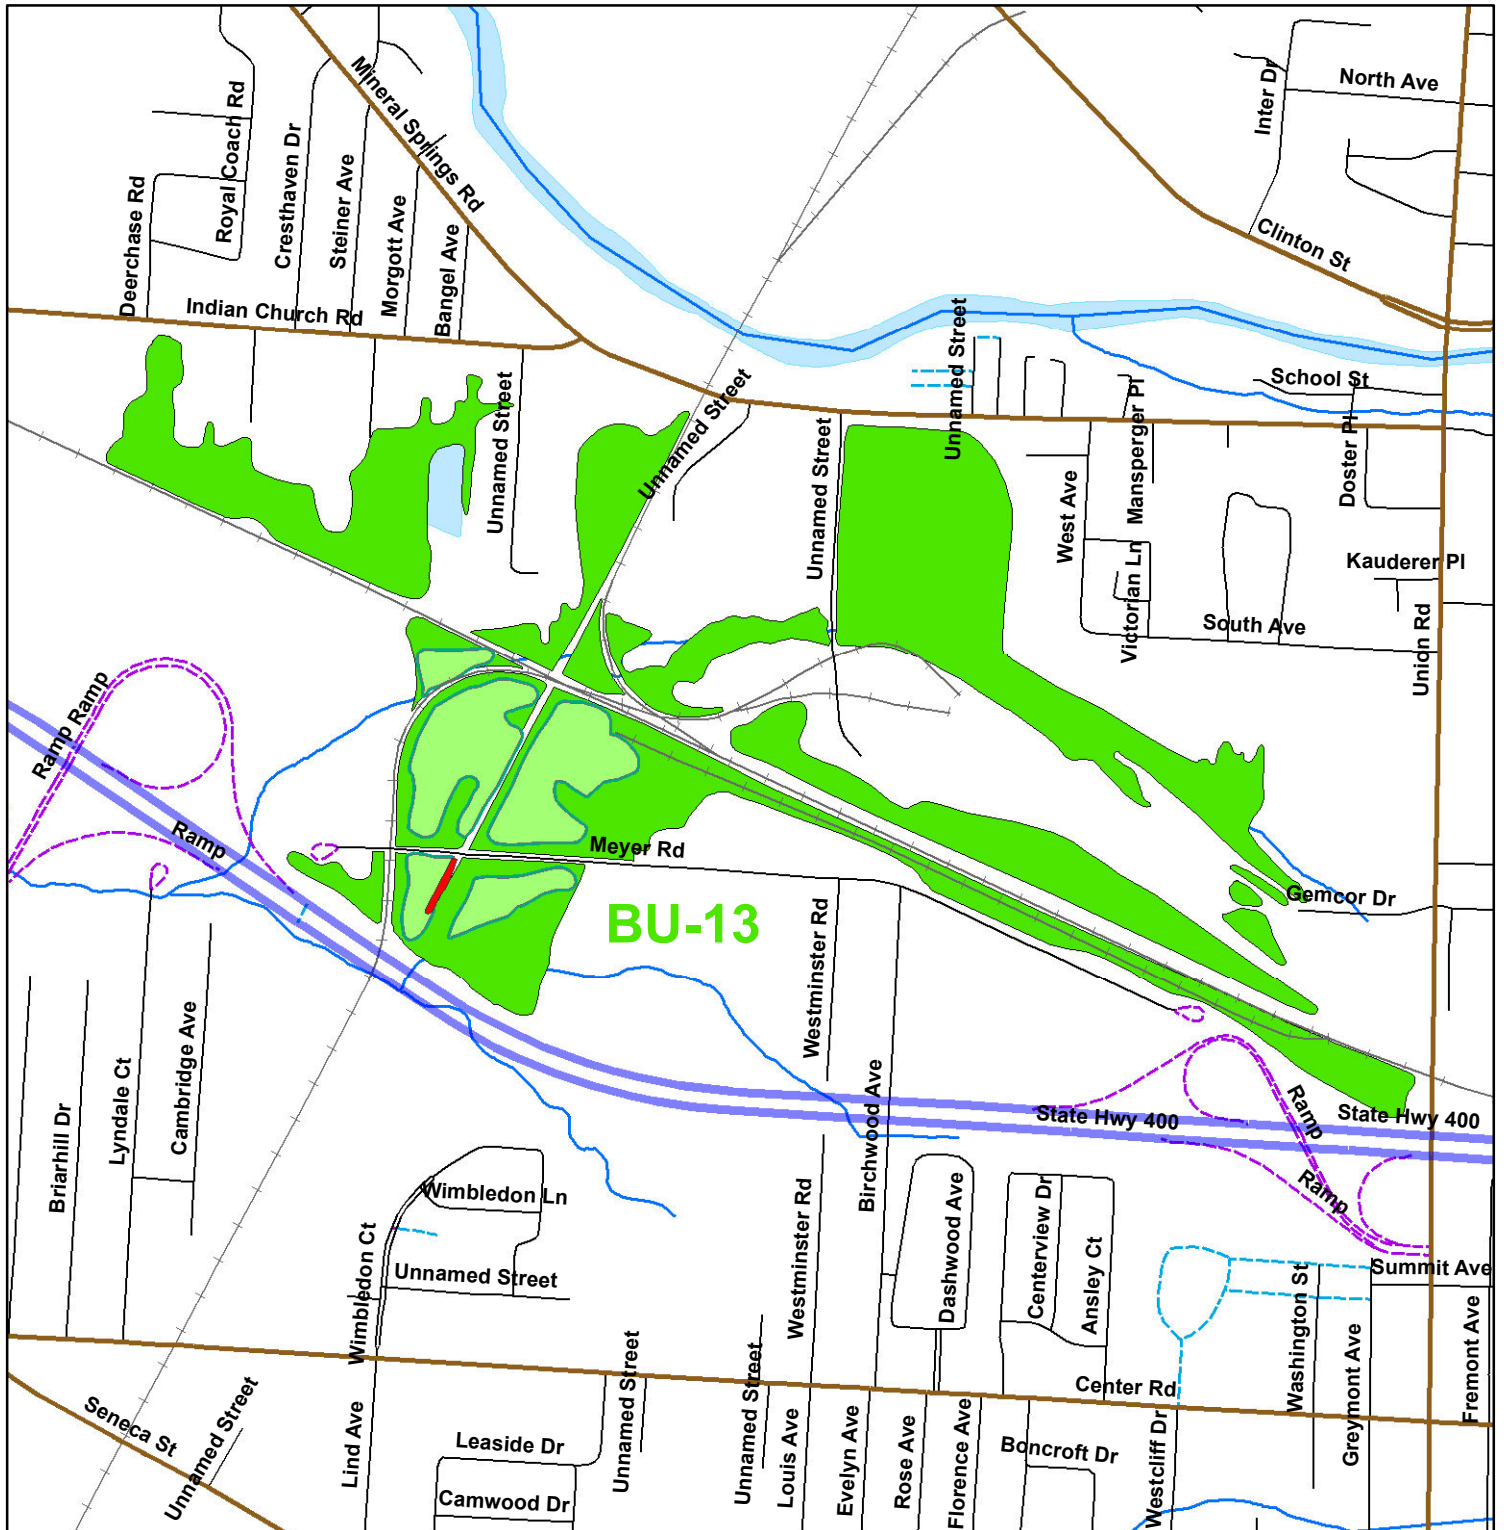 North Ave
Inter Dr
Mineral Springs Rd
Royal Coach Rd
Cresthaven Dr
Steiner Ave
Deerchase Rd
Morgott Ave
Bangel Ave
Clinton St
Indian Church Rd
Unnamed Street
School St
Unnamed Street
Unnamed Street
Unnamed Street
Mansperger Pl
Doster Pl
West Ave
Victorian Ln
Kauderer Pl
South Ave
Union Rd
Ramp Ramp
Ramp
Meyer Rd
Gemcor Dr
BU-13
Westminster Rd
Lyndale Ct
Cambridge Ave
Briarhill Dr
Birchwood Ave
State Hwy 400
Ramp
State Hwy 400
Ramp
Wimbledon Ln
Westminster Rd
Dashwood Ave
Centerview Dr
Ansley Ct
Wimbledon Ct
Unnamed Street
Summit Ave
Washington St
Greymont Ave
Fremont Ave
Unnamed Street
Unnamed Street
Center Rd
Seneca St
Unnamed Street
Lind Ave
Leaside Dr
Camwood Dr
Louis Ave
Evelyn Ave
Rose Ave
Florence Ave
Boncroft Dr
Westcliff Dr